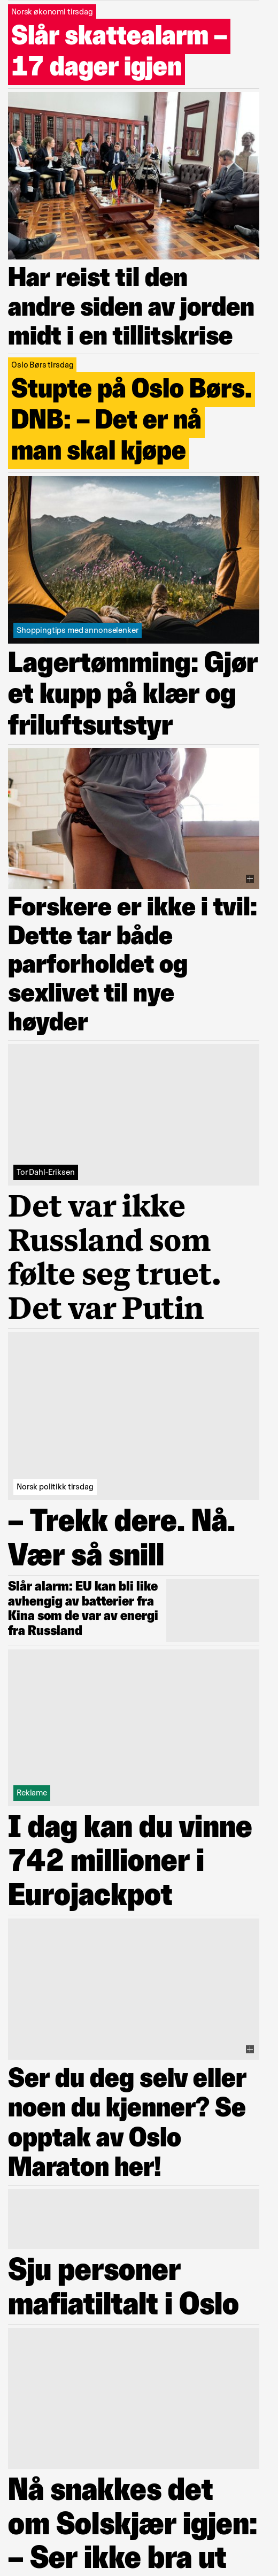 Norsk økonomi tirsdag
Slår skattealarm –
17 dager igjen
Har reist til den
andre siden av jorden
midt i en tillitskrise
Oslo Børs tirsdag
Stupte på Oslo Børs.
DNB: – Det er nå
man skal kjøpe
Shoppingtips med annonselenker
Lagertømming: Gjør
et kupp på klær og
friluftsutstyr
Forskere er ikke i tvil:
Dette tar både
parforholdet og
sexlivet til nye
høyder
Tor Dahl-Eriksen
Det var ikke
Russland som
følte seg truet.
Det var Putin
Norsk politikk tirsdag
– Trekk dere. Nå.
Vær så snill
Slår alarm: EU kan bli like
avhengig av batterier fra
Kina som de var av energi
fra Russland
Reklame
I dag kan du vinne
742 millioner i
Eurojackpot
Ser du deg selv eller
noen du kjenner? Se
opptak av Oslo
Maraton her!
Sju personer
mafiatiltalt i Oslo
Nå snakkes det
om Solskjær igjen:
– Ser ikke bra ut